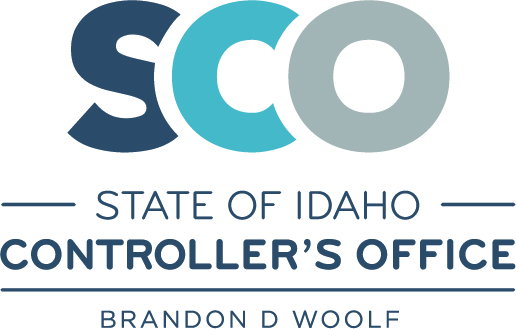 SCO
STATE OF IDAHO
CONTROLLER'S OFFICE
BRANDON D WOOLF